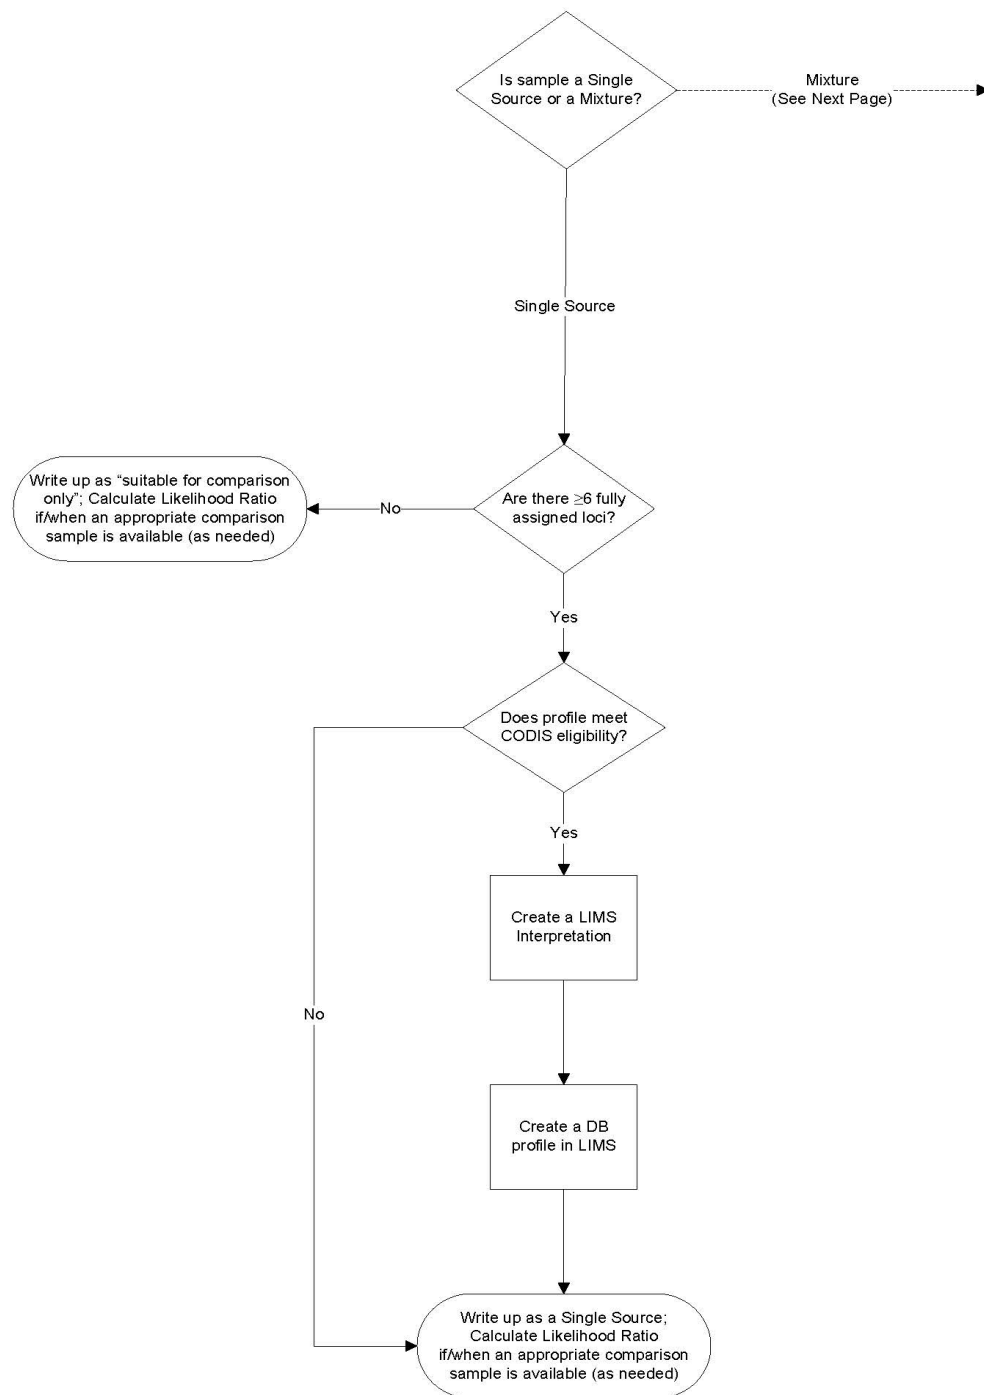 Is sample a Single
Source or a Mixture?
Mixture
(See Next Page)
Single Source
Write up as “suitable for comparison
only”; Calculate Likelihood Ratio
if/when an appropriate comparison
sample is available (as needed)
No
Are there ≥6 fully
assigned loci?
Yes
Does profile meet
CODIS eligibility?
Yes
Create a LIMS
Interpretation
No
Create a DB
profile in LIMS
Write up as a Single Source;
Calculate Likelihood Ratio
if/when an appropriate comparison
sample is available (as needed)